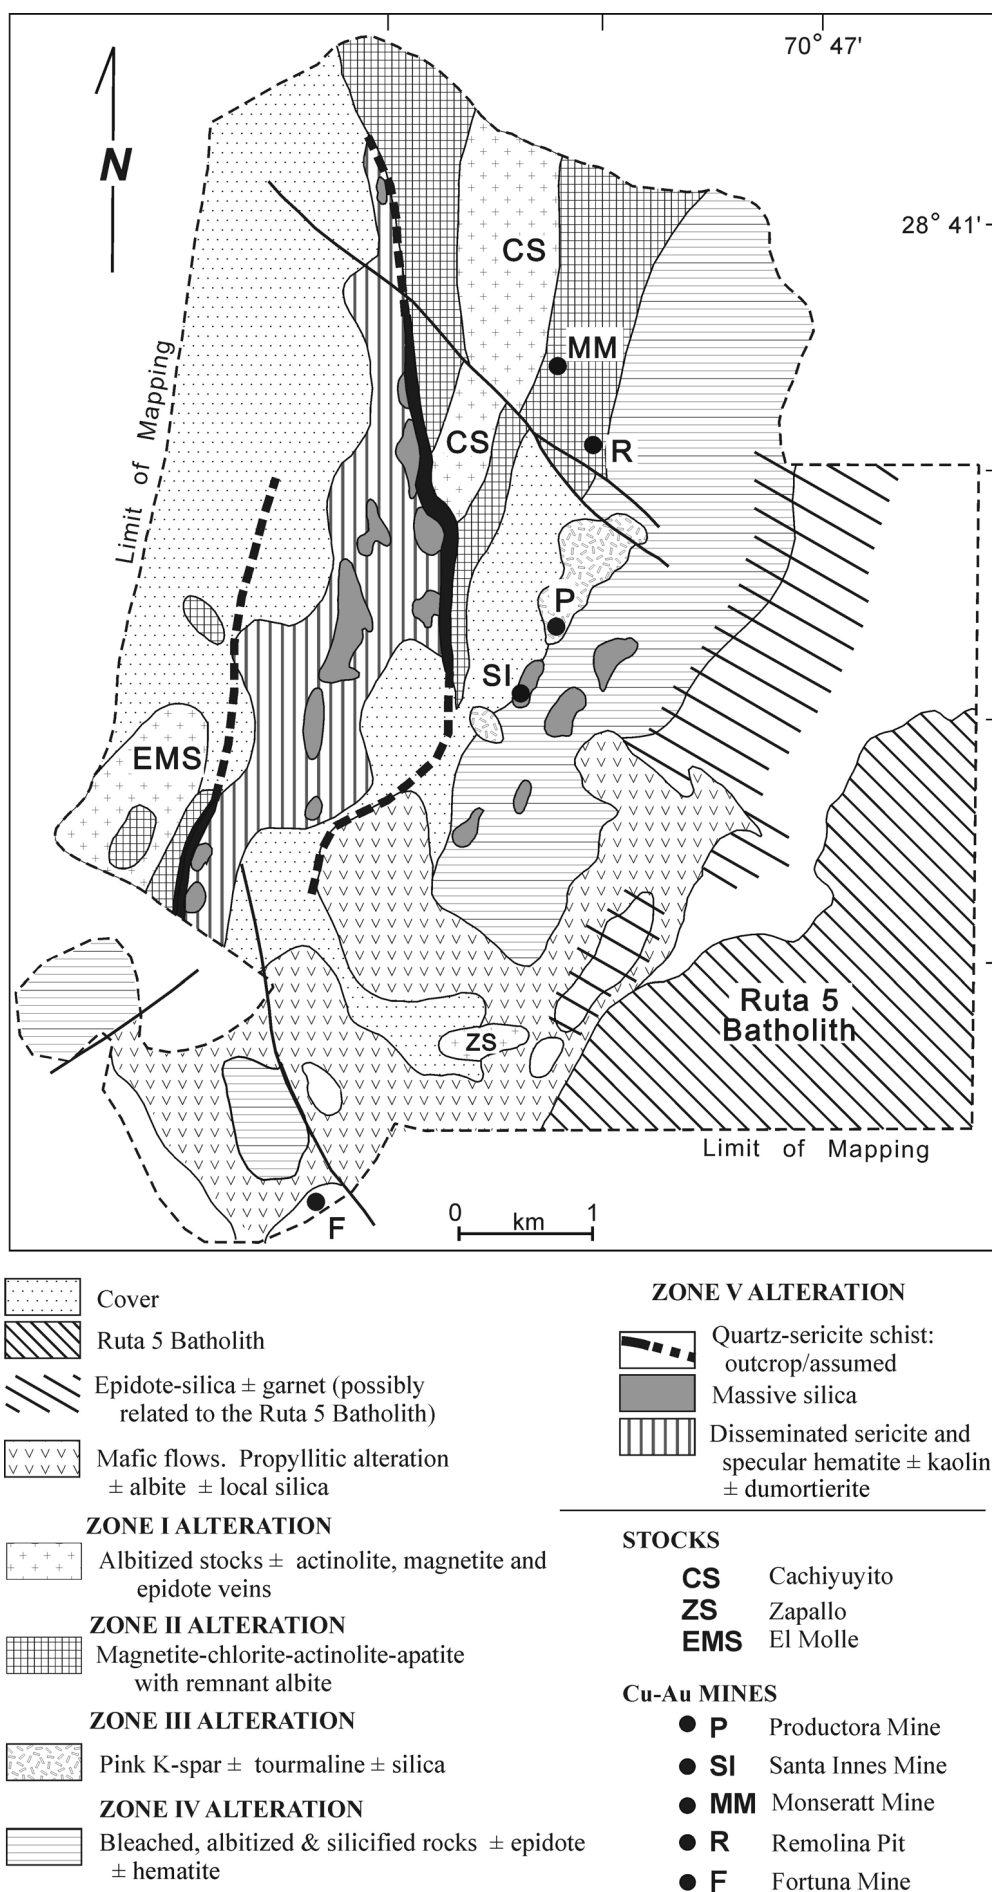 70° 47'
N
28° 41'
CS
MM
Limit of Mapping
CS
R
P
SI
EMS
Ruta 5
Batholith
ZS
Limit of Mapping
0 km 1
F
Cover
Ruta 5 Batholith
Epidote-silica ± garnet (possibly
related to the Ruta 5 Batholith)
Mafic flows. Propyllitic alteration
± albite ± local silica
ZONE I ALTERATION
Albitized stocks ± actinolite, magnetite and
epidote veins
ZONE II ALTERATION
Magnetite-chlorite-actinolite-apatite
with remnant albite
ZONE III ALTERATION
Pink K-spar ± tourmaline ± silica
ZONE IV ALTERATION
Bleached, albitized & silicified rocks ± epidote
± hematite
ZONE V ALTERATION
Quartz-sericite schist:
outcrop/assumed
Massive silica
Disseminated sericite and
specular hematite ± kaolin
± dumortierite
STOCKS
CS Cachiyuyito
ZS Zapallo
EMS El Molle
Cu-Au MINES
P Productora Mine
SI Santa Innes Mine
MM Monseratt Mine
R Remolina Pit
F Fortuna Mine